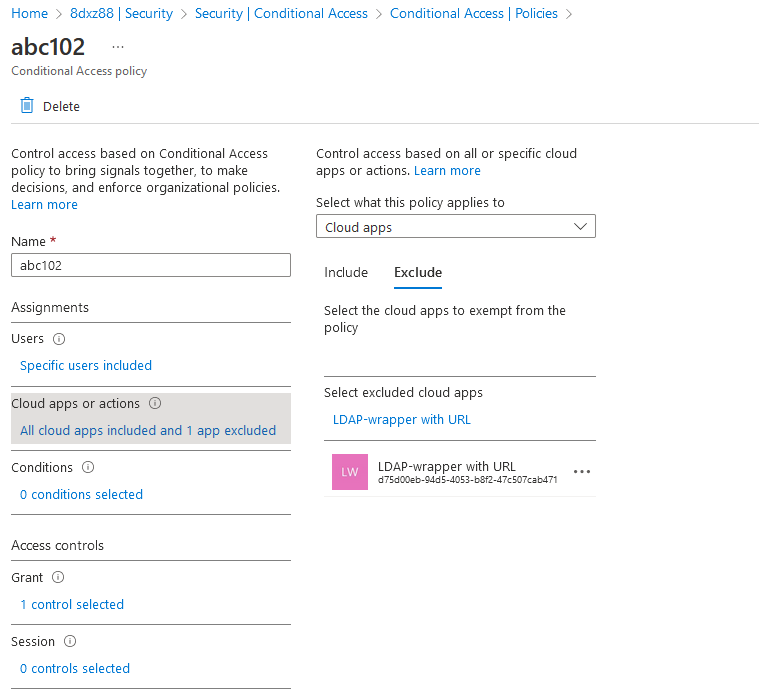 Home > 8dxz88 | Security > Security | Conditional Access > Conditional Access | Policies >
abc102 ...
Conditional Access policy
Delete
Control access based on Conditional Access
policy to bring signals together, to make
decisions, and enforce organizational policies.
Learn more
Name *
abc102
Assignments
Users
Specific users included
Cloud apps or actions
All cloud apps included and 1 app excluded
Conditions
0 conditions selected
Access controls
Grant
1 control selected
Session
0 controls selected
Control access based on all or specific cloud
apps or actions. Learn more
Select what this policy applies to
Cloud apps
Include Exclude
Select the cloud apps to exempt from the
policy
Select excluded cloud apps
LDAP-wrapper with URL
LW
LDAP-wrapper with URL
d75d00eb-94d5-4053-b8f2-47c507cab471